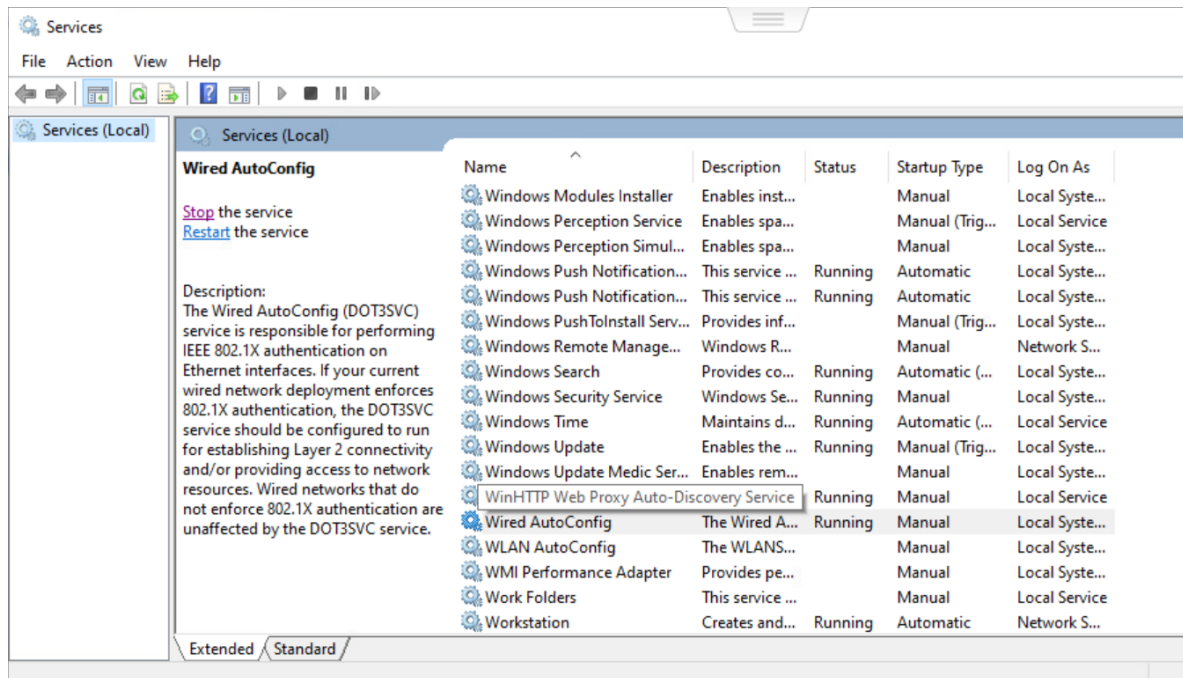 Services
File Action View Help
Services (Local)
Services (Local)
Wired AutoConfig
Stop the service
Restart the service
Description:
The Wired AutoConfig (DOT3SVC)
service is responsible for performing
IEEE 802.1X authentication on
Ethernet interfaces. If your current
wired network deployment enforces
802.1X authentication, the DOT3SVC
service should be configured to run
for establishing Layer 2 connectivity
and/or providing access to network
resources. Wired networks that do
not enforce 802.1X authentication are
unaffected by the DOT3SVC service.
Name Description Status Startup Type Log On As
Windows Modules Installer Enables inst... Manual Local Syste...
Windows Perception Service Enables spa... Manual (Trig... Local Service
Windows Perception Simul... Enables spa... Manual Local Syste...
Windows Push Notification... This service ... Running Automatic Local Syste...
Windows Push Notification... This service ... Running Automatic Local Syste...
Windows PushToInstall Serv... Provides inf... Manual (Trig... Local Syste...
Windows Remote Manage... Windows R... Manual Network S...
Windows Search Provides co... Running Automatic (... Local Syste...
Windows Security Service Windows Se... Running Manual Local Syste...
Windows Time Maintains d... Running Automatic (... Local Service
Windows Update Enables the ... Running Manual (Trig... Local Syste...
Windows Update Medic Ser... Enables rem... Manual Local Syste...
WinHTTP Web Proxy Auto-Discovery Service Running Manual Local Service
Wired AutoConfig The Wired A... Running Manual Local Syste...
WLAN AutoConfig The WLANS... Manual Local Syste...
WMI Performance Adapter Provides pe... Manual Local Syste...
Work Folders This service ... Manual Local Service
Workstation Creates and... Running Automatic Network S...
Extended Standard